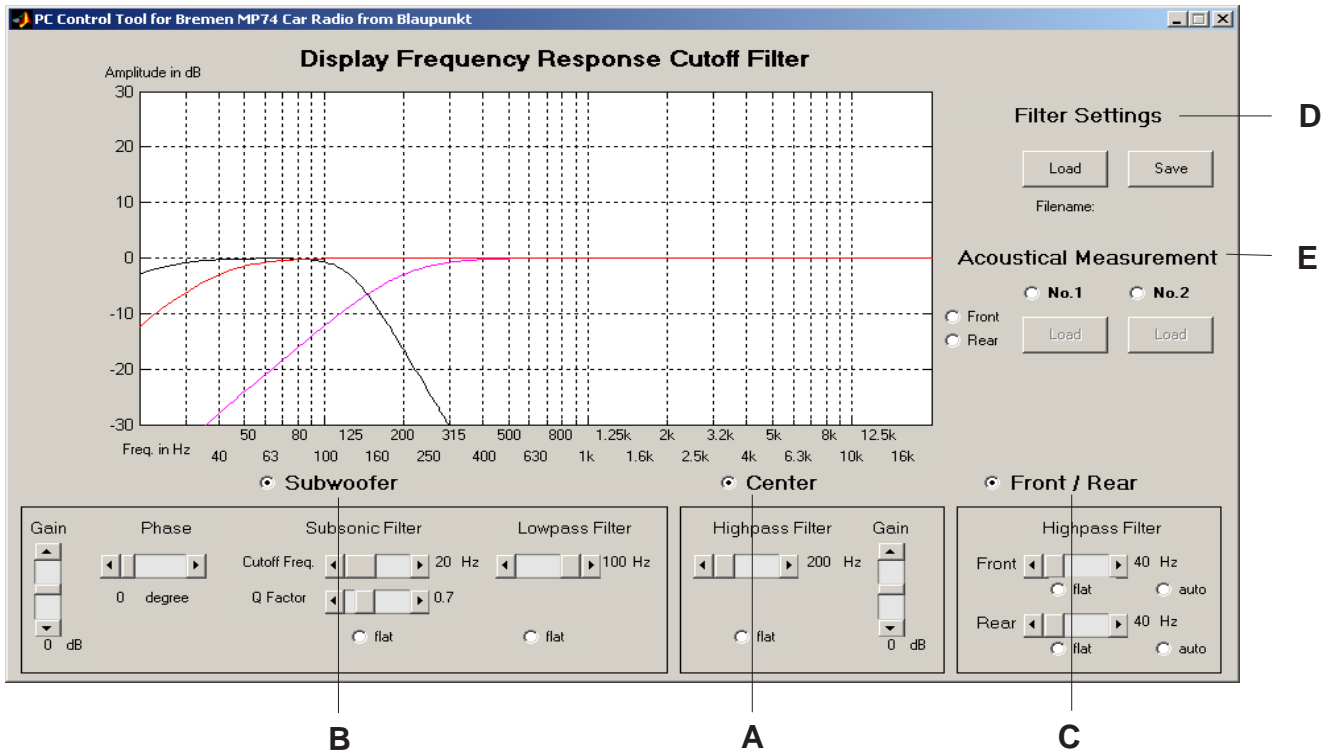 PC Control Tool for Bremen MP74 Car Radio from Blaupunkt
Display Frequency Response Cutoff Filter
Amplitude in dB
30
20
10
0
-10
-20
-30
50 80 125 200 315 500 800 1.25k 2k 3.2k 5k 8k 12.5k
Freq. in Hz 40 63 100 160 250 400 630 1k 1.6k 2.5k 4k 6.3k 10k 16k
Filter Settings D
Load Save
Filename:
Acoustical Measurement E
No.1 No.2
Front
Rear
Load Load
Subwoofer
Gain Phase Subsonic Filter Lowpass Filter
Cutoff Freq. 20 Hz 100 Hz
0 degree Q Factor 0.7
flat flat
0 dB
Center
Highpass Filter Gain
200 Hz
flat
0 dB
Front / Rear
Highpass Filter
Front 40 Hz
flat auto
Rear 40 Hz
flat auto
B A C